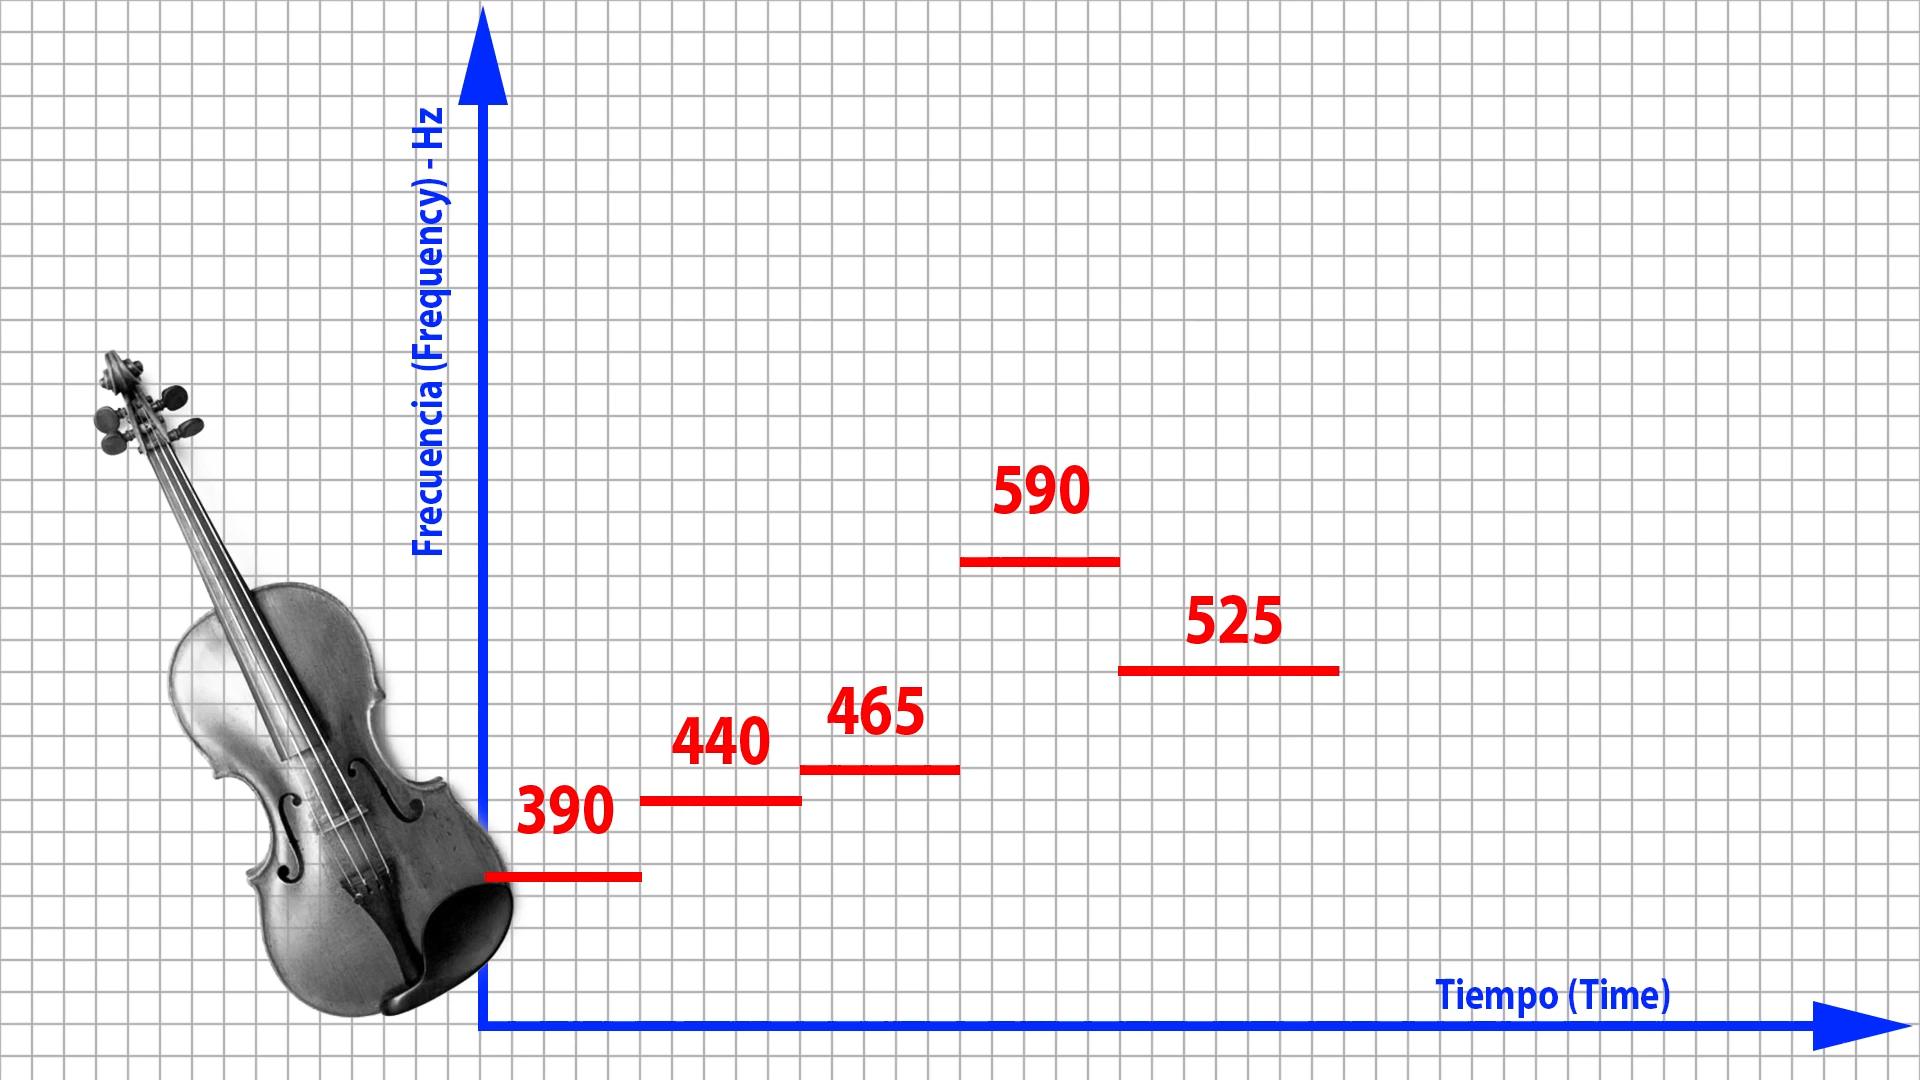 Frecuencia (Frequency) - Hz
590
525
465
440
390
Tiempo (Time)